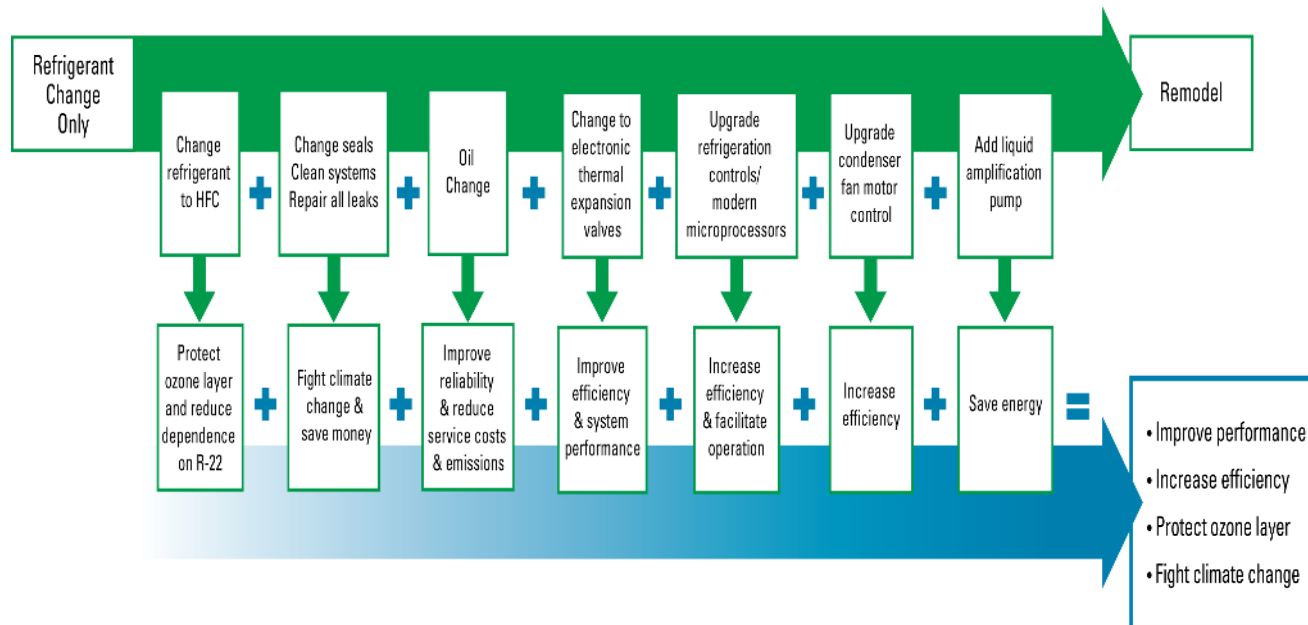 Refrigerant
Change
Only
Remodel
Change
refrigerant
to HFC
Change seals
Clean systems
Repair all leaks
Oil
Change
Change to
electronic
thermal
expansion
valves
Upgrade
refrigeration
controls/
modern
microprocessors
Upgrade
condenser
fan motor
control
Add liquid
amplification
pump
+
+
+
+
+
+
Protect
ozone layer
and reduce
dependence
on R-22
Fight climate
change &
save money
Improve
reliability
& reduce
service costs
& emissions
Improve
efficiency
& system
performance
Increase
efficiency
& facilitate
operation
Increase
efficiency
Save energy
+
+
+
+
+
+
=
• Improve performance
• Increase efficiency
• Protect ozone layer
• Fight climate change